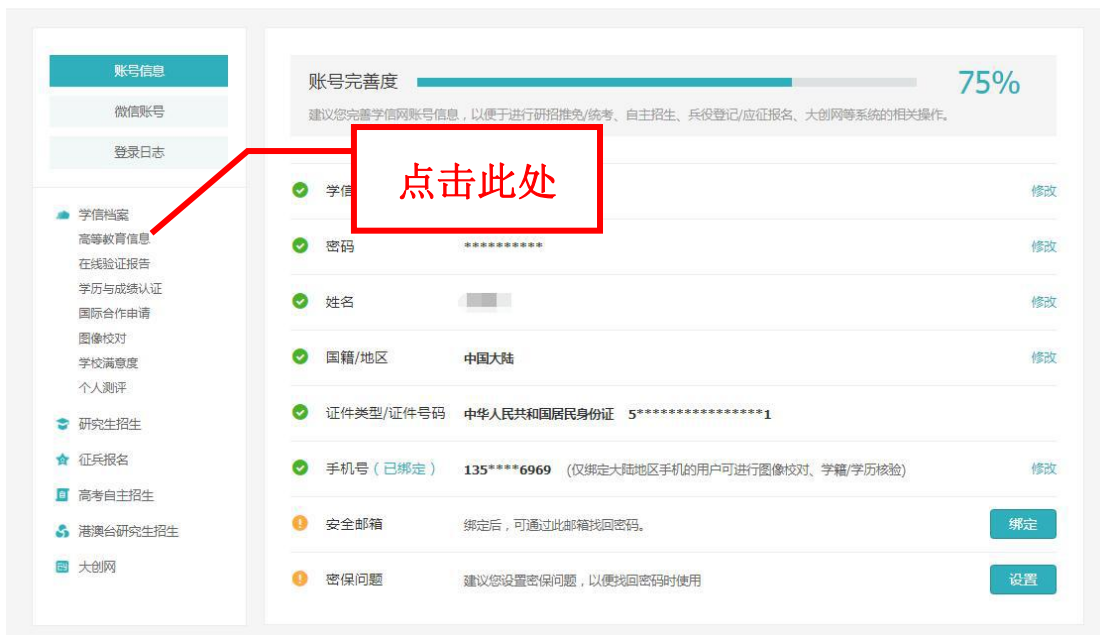 账号信息
微信账号
登录日志
学信档案
高等教育信息
在线验证报告
学历与成绩认证
国际合作申请
图像校对
学校满意度
个人测评
研究生招生
征兵报名
高考自主招生
港澳台研究生招生
大创网
账号完善度 75%
建议您完善学信网账号信息，以便于进行研招推免/统考、自主招生、兵役登记/应征报名、大创网等系统的相关操作。
点击此处
学信 修改
密码 ********** 修改
姓名 修改
国籍/地区 中国大陆 修改
证件类型/证件号码 中华人民共和国居民身份证 5****************1
手机号（已绑定） 135****6969 (仅绑定大陆地区手机的用户可进行图像校对、学籍/学历核验) 修改
安全邮箱 绑定后，可通过此邮箱找回密码。 绑定
密保问题 建议您设置密保问题，以便找回密码时使用 设置